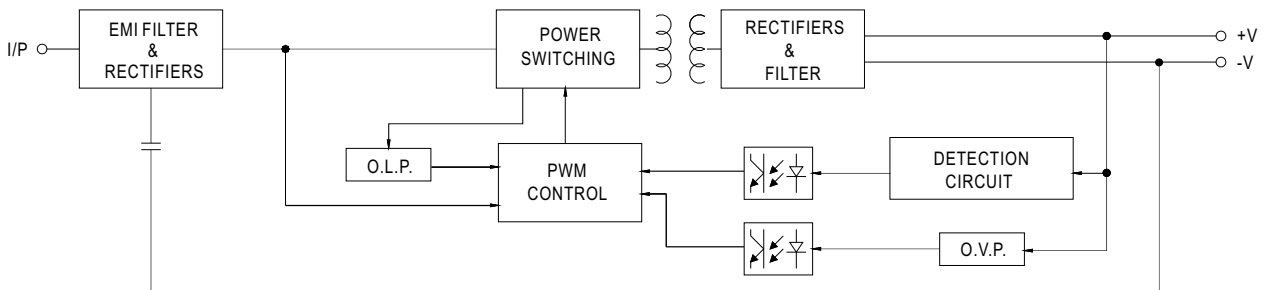 I/P
EMI FILTER
&
RECTIFIERS
POWER
SWITCHING
RECTIFIERS
&
FILTER
+V
-V
O.L.P.
PWM
CONTROL
DETECTION
CIRCUIT
O.V.P.